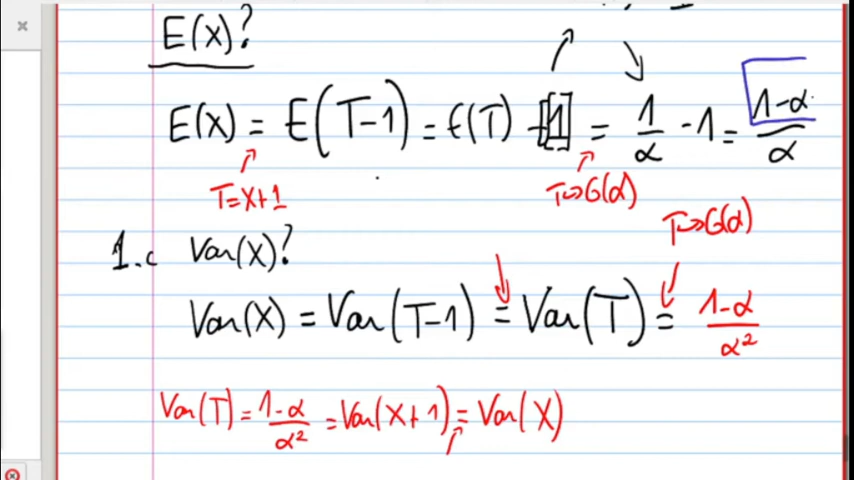 E(X)?
E(X) = E(T-1) = E(T) - 1 = 1/α - 1 = (1-α)/α
T=X+1
T↪G(α)
T↪G(α)
1.c Var(X)?
Var(X) = Var(T-1) = Var(T) = (1-α)/α²
Var(T) = (1-α)/α² = Var(X+1) = Var(X)